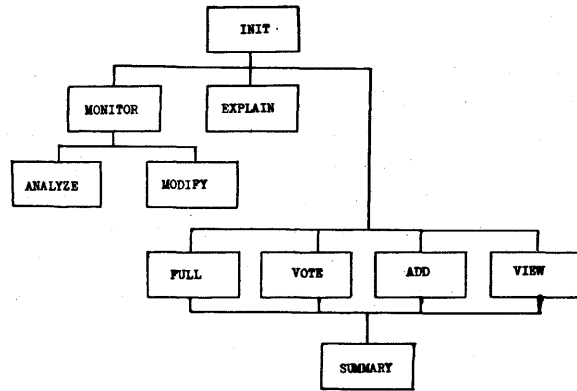 INIT
MONITOR
EXPLAIN
ANALYZE
MODIFY
FULL
VOTE
ADD
VIEW
SUMMARY